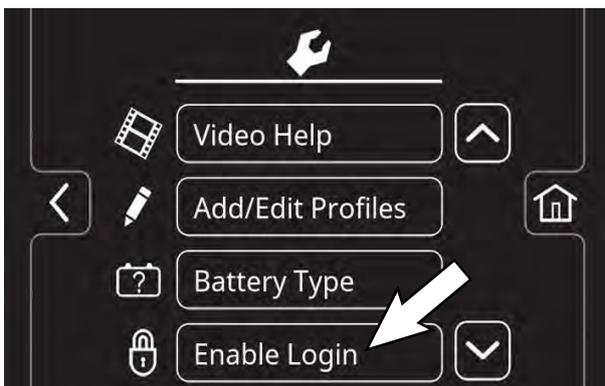 Video Help
Add/Edit Profiles
Battery Type
Enable Login